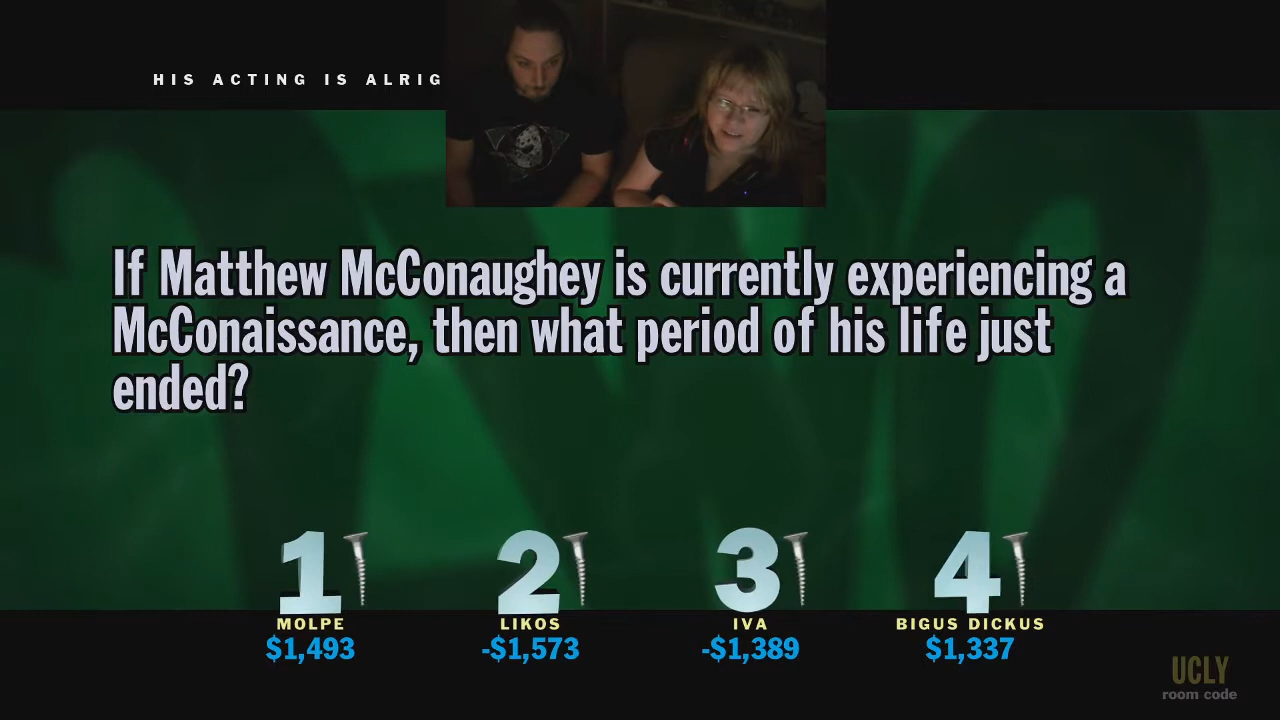 HIS ACTING IS ALRIG
If Matthew McConaughey is currently experiencing a
McConaissance, then what period of his life just
ended?
1 2 3 4
MOLPE LIKOS IVA BIGUS DICKUS
$1,493 -$1,573 -$1,389 $1,337
UCLY
room code